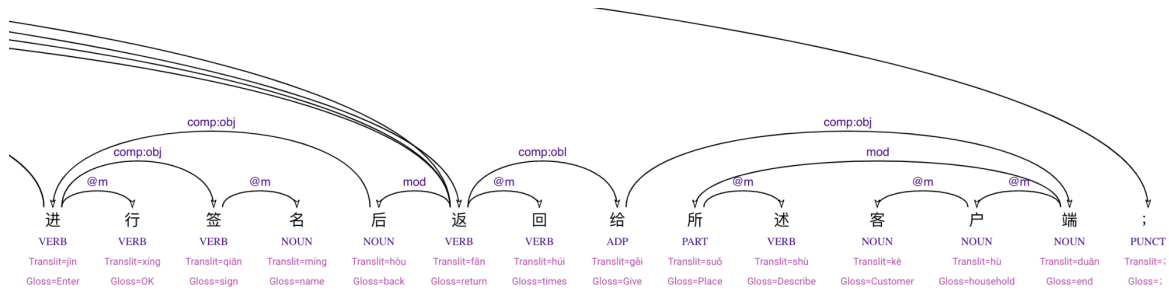 comp:obj comp:obj
comp:obj comp:obl mod
@m @m mod @m @m @m @m
进 行 签 名 后 返 回 给 所 述 客 户 端 ；
VERB VERB VERB NOUN NOUN VERB VERB ADP PART VERB NOUN NOUN NOUN PUNCT
Translit=jìn Translit=xíng Translit=qiān Translit=míng Translit=hòu Translit=fǎn Translit=huí Translit=gěi Translit=suǒ Translit=shù Translit=kè Translit=hù Translit=duān Translit=;
Gloss=Enter Gloss=OK Gloss=sign Gloss=name Gloss=back Gloss=return Gloss=times Gloss=Give Gloss=Place Gloss=Describe Gloss=Customer Gloss=household Gloss=end Gloss=;